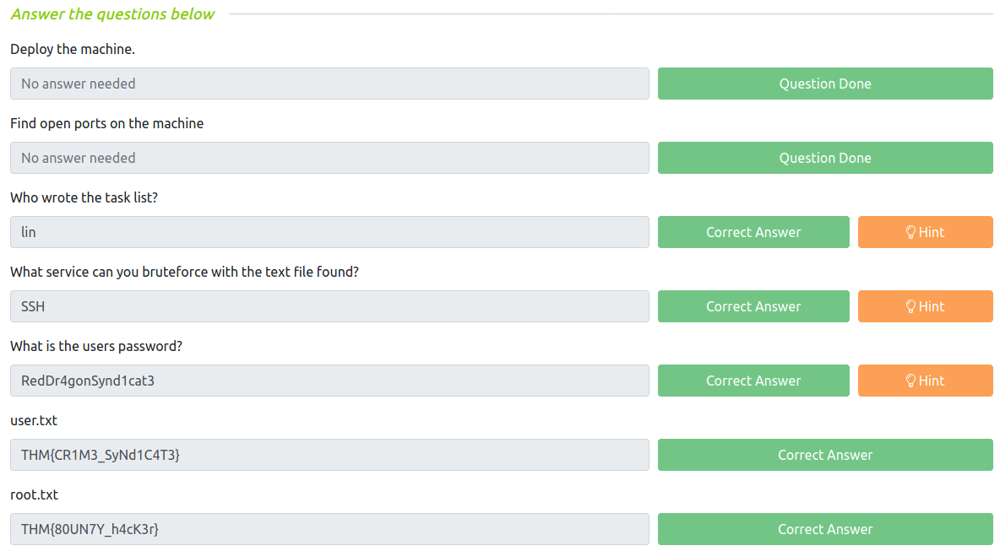 Answer the questions below
Deploy the machine.
No answer needed
Question Done
Find open ports on the machine
No answer needed
Question Done
Who wrote the task list?
lin
Correct Answer
Hint
What service can you bruteforce with the text file found?
SSH
Correct Answer
Hint
What is the users password?
RedDr4gonSynd1cat3
Correct Answer
Hint
user.txt
THM{CR1M3_SyNd1C4T3}
Correct Answer
root.txt
THM{80UN7Y_h4cK3r}
Correct Answer